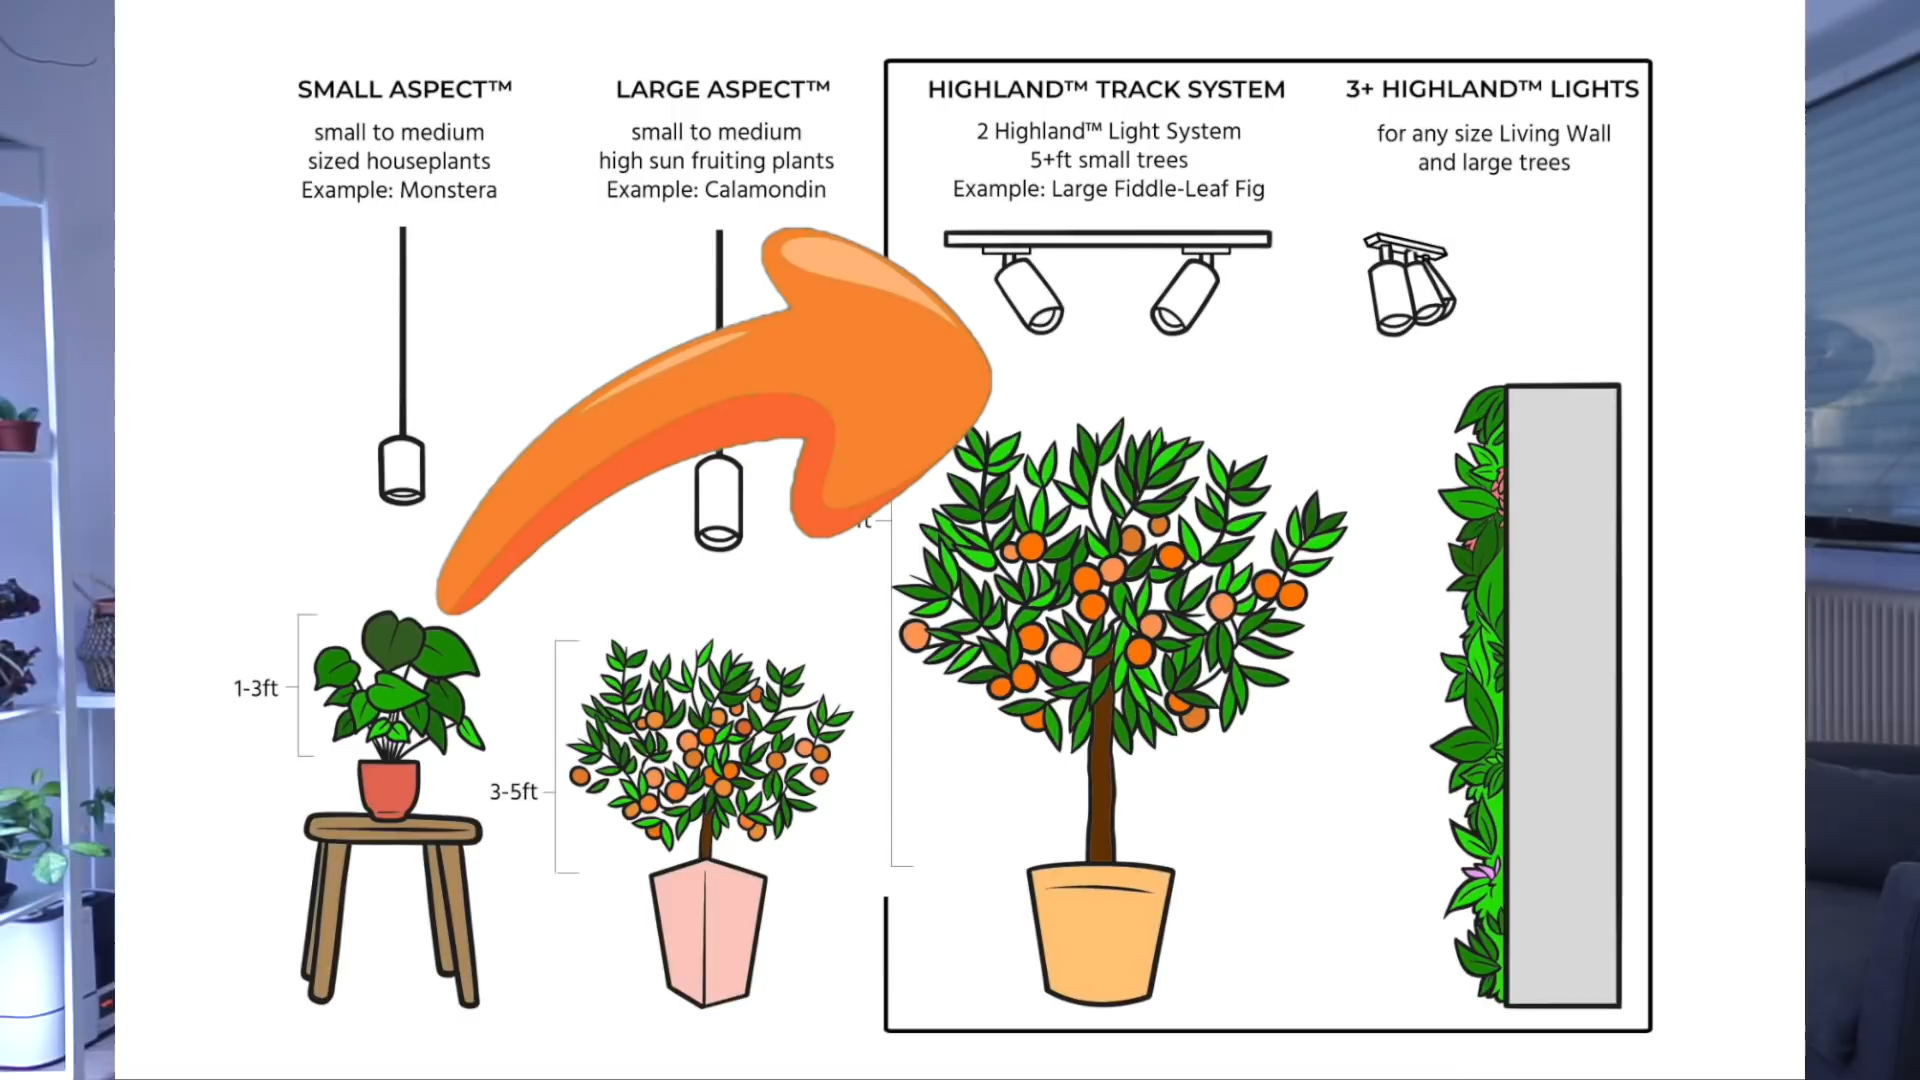 SMALL ASPECT™
small to medium
sized houseplants
Example: Monstera
LARGE ASPECT™
small to medium
high sun fruiting plants
Example: Calamondin
HIGHLAND™ TRACK SYSTEM
2 Highland™ Light System
5+ft small trees
Example: Large Fiddle-Leaf Fig
3+ HIGHLAND™ LIGHTS
for any size Living Wall
and large trees
1-3ft
3-5ft